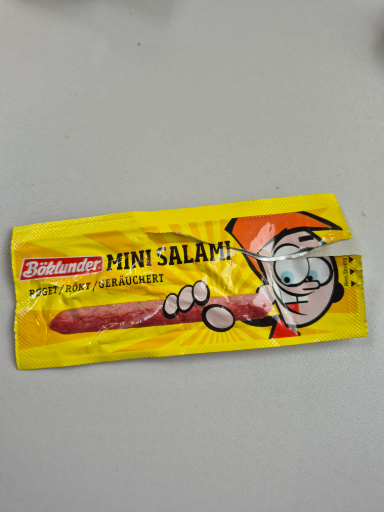 Böklunder
MINI SALAMI
RØGET/RÖKT/GERÄUCHERT